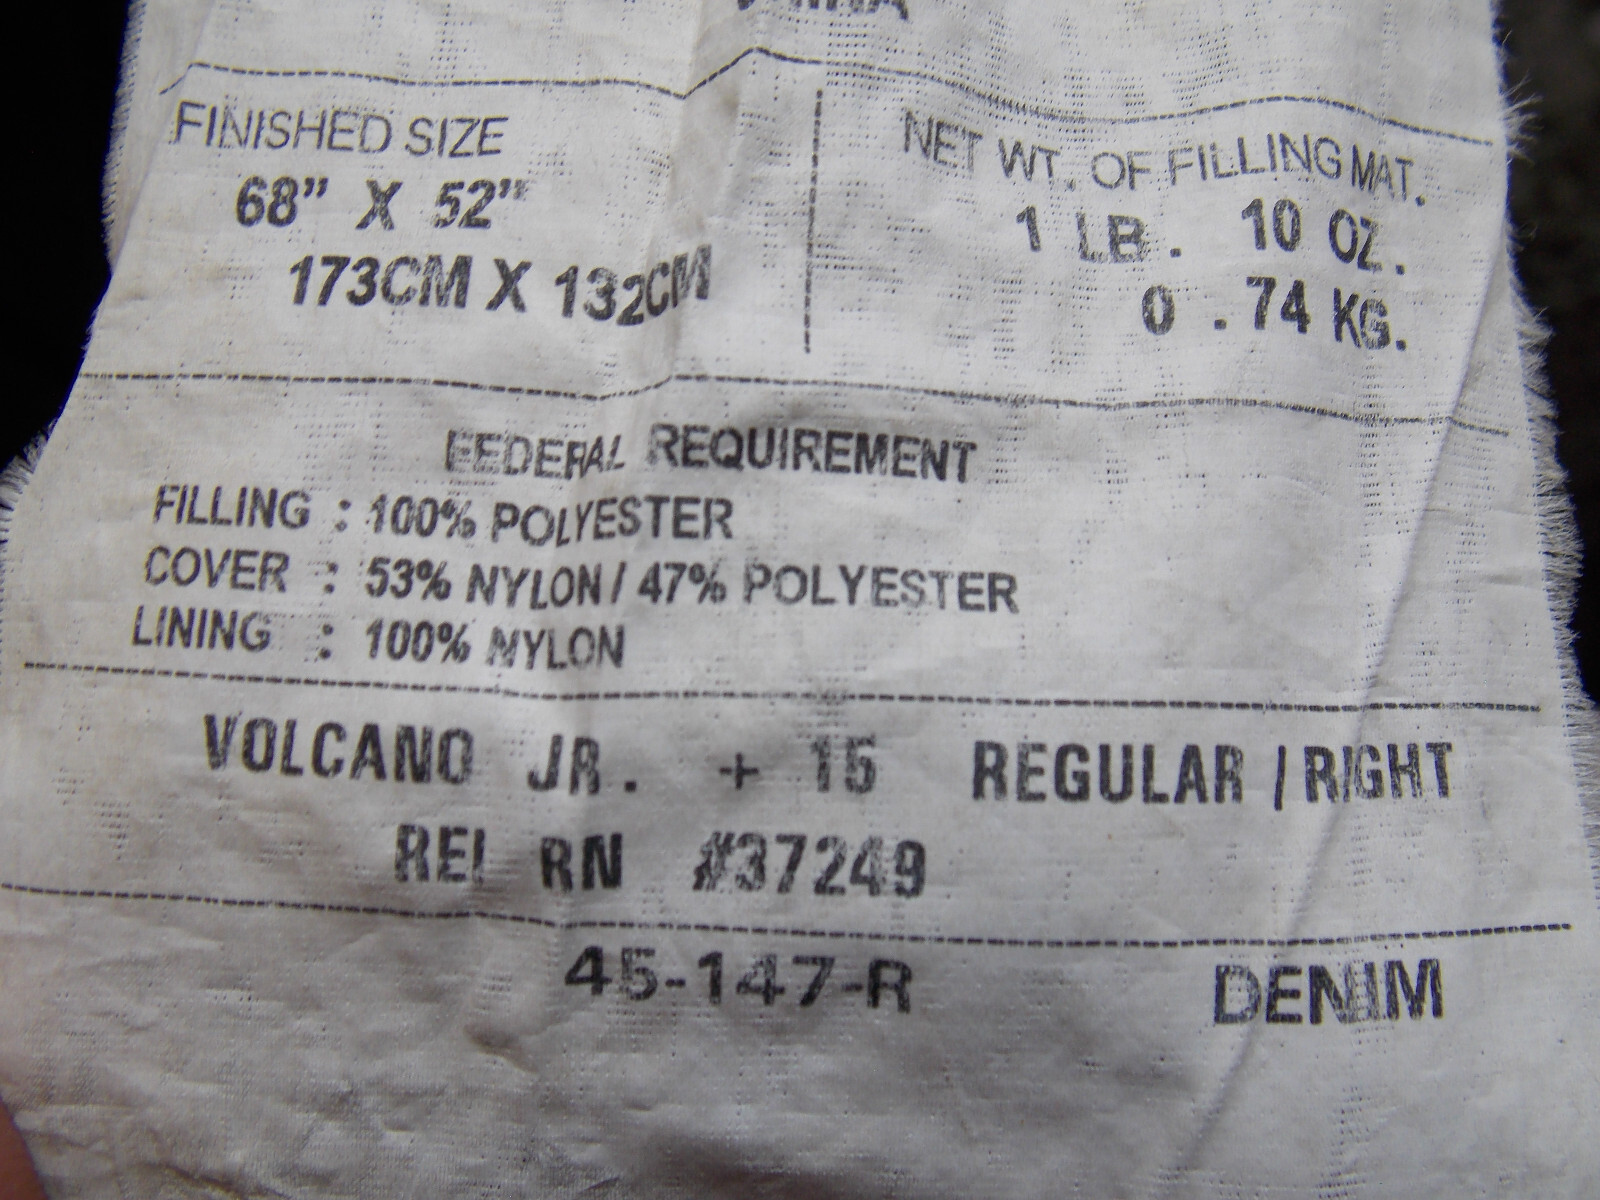 FINISHED SIZE
68" X 52"
173CM X 132CM
NET WT. OF FILLING MAT.
1 LB. 10 OZ.
0.74 KG.
FEDERAL REQUIREMENT
FILLING : 100% POLYESTER
COVER : 53% NYLON / 47% POLYESTER
LINING : 100% NYLON
VOLCANO JR. + 15 REGULAR / RIGHT
REI RN #37249
45-147-R DENIM